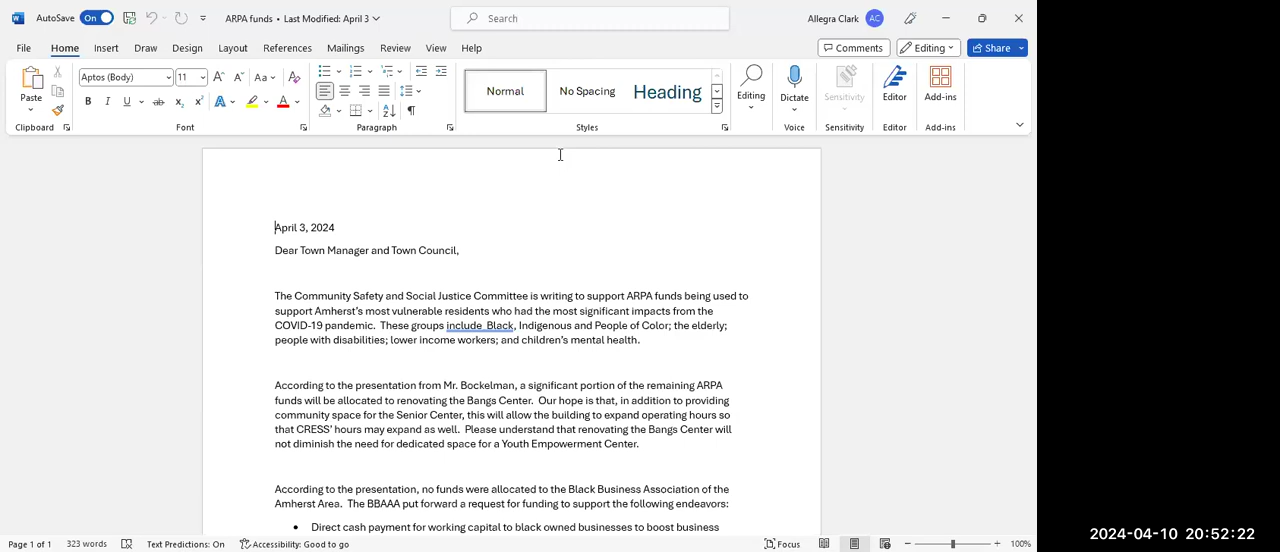 AutoSave On ARPA funds • Last Modified: April 3 Search Allegra Clark AC
File Home Insert Draw Design Layout References Mailings Review View Help Comments Editing Share
Paste Aptos (Body) 11 A A Aa A Normal No Spacing Heading Editing Dictate Sensitivity Editor Add-ins
B I U ab x₂ x² A A
Clipboard Font Paragraph Styles Voice Sensitivity Editor Add-ins
April 3, 2024
Dear Town Manager and Town Council,
The Community Safety and Social Justice Committee is writing to support ARPA funds being used to
support Amherst's most vulnerable residents who had the most significant impacts from the
COVID-19 pandemic. These groups include Black, Indigenous and People of Color; the elderly;
people with disabilities; lower income workers; and children's mental health.
According to the presentation from Mr. Bockelman, a significant portion of the remaining ARPA
funds will be allocated to renovating the Bangs Center. Our hope is that, in addition to providing
community space for the Senior Center, this will allow the building to expand operating hours so
that CRESS' hours may expand as well. Please understand that renovating the Bangs Center will
not diminish the need for dedicated space for a Youth Empowerment Center.
According to the presentation, no funds were allocated to the Black Business Association of the
Amherst Area. The BBAAA put forward a request for funding to support the following endeavors:
• Direct cash payment for working capital to black owned businesses to boost business
Page 1 of 1 323 words Text Predictions: On Accessibility: Good to go Focus 100%
2024-04-10 20:52:22